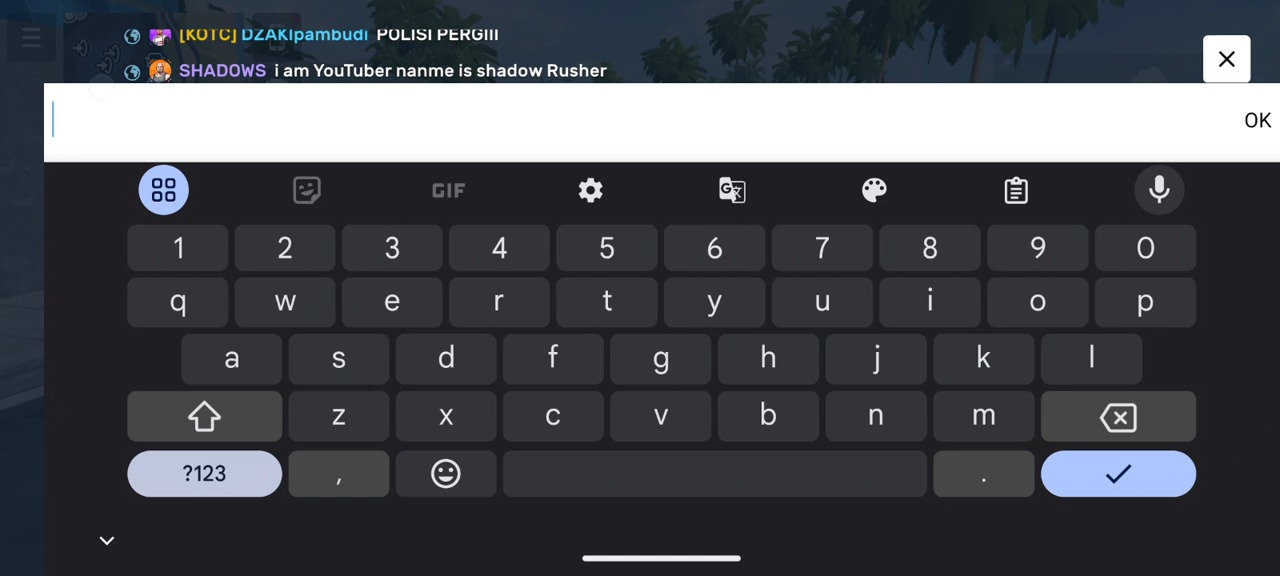 [KOTC] DZAKIpambudi POLISI PERGIII
SHADOWS i am YouTuber nanme is shadow Rusher
OK
GIF
1 2 3 4 5 6 7 8 9 0
q w e r t y u i o p
a s d f g h j k l
z x c v b n m
?123 , .